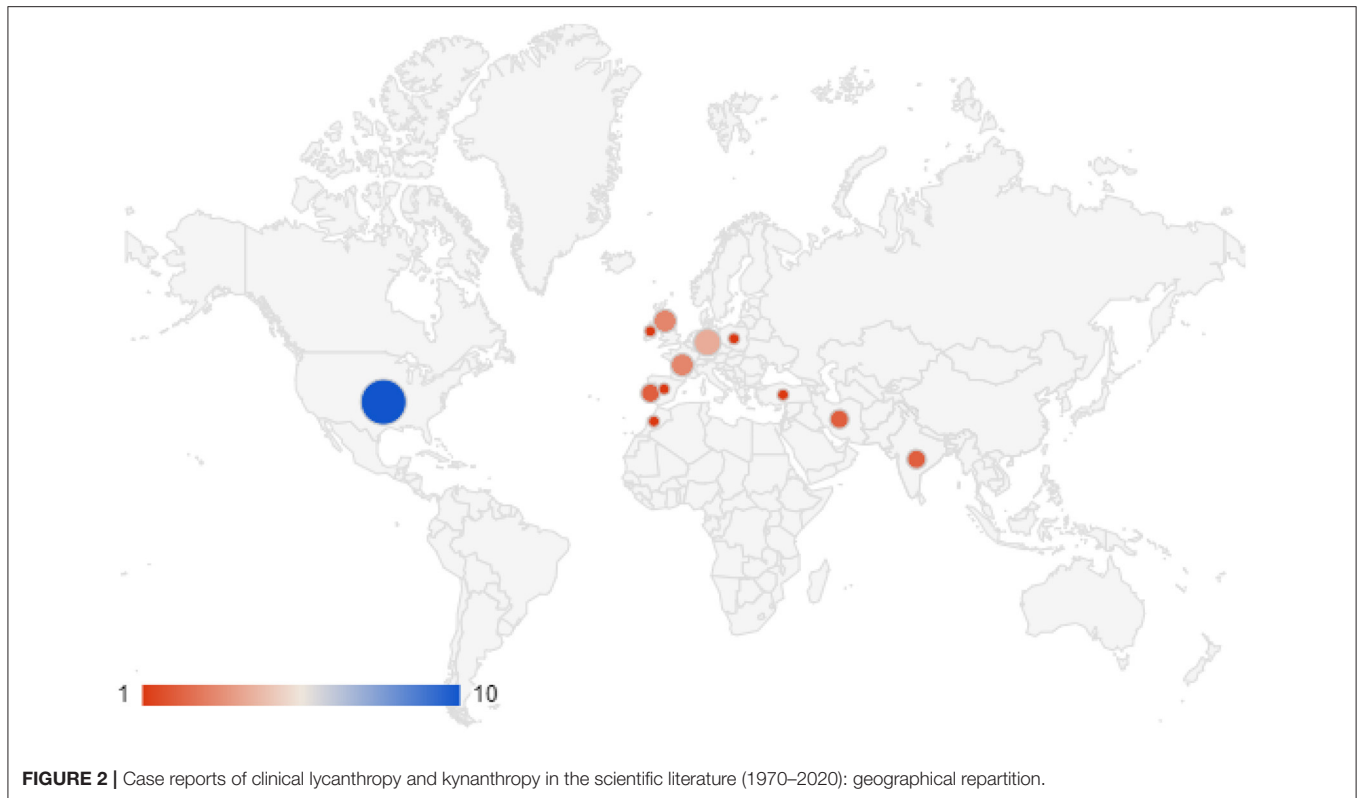 1 10
FIGURE 2 | Case reports of clinical lycanthropy and kynanthropy in the scientific literature (1970–2020): geographical repartition.